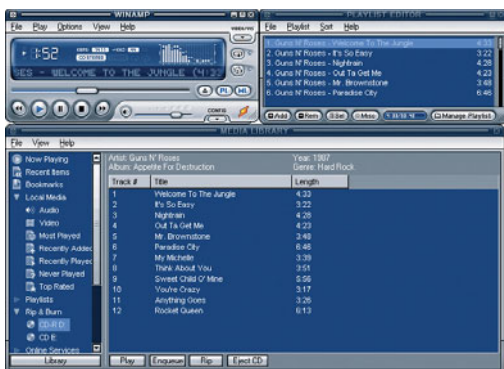 WINAMP
File Play Options View Help
1:52
CD STEREO
SES - WELCOME TO THE JUNGLE (4:33)
PL ML
CONFIG
PLAYLIST EDITOR
File Playlist Sort Help
1. Guns N' Roses - Welcome To The Jungle 4:33
2. Guns N' Roses - It's So Easy 3:22
3. Guns N' Roses - Nightrain 4:28
4. Guns N' Roses - Out Ta Get Me 4:23
5. Guns N' Roses - Mr. Brownstone 3:48
6. Guns N' Roses - Paradise City 6:46
Add Rem Sel Misc Manage Playlist
MEDIA LIBRARY
File View Help
Now Playing
Recent Items
Bookmarks
Local Media
Audio
Video
Most Played
Recently Added
Recently Played
Never Played
Top Rated
Playlists
Rip & Burn
CD-R D:
CD E:
Online Services
Library
Artist: Guns N' Roses Year: 1987
Album: Appetite For Destruction Genre: Hard Rock
Track # Title Length
1 Welcome To The Jungle 4:33
2 It's So Easy 3:22
3 Nightrain 4:28
4 Out Ta Get Me 4:23
5 Mr. Brownstone 3:48
6 Paradise City 6:46
7 My Michelle 3:39
8 Think About You 3:51
9 Sweet Child O' Mine 5:56
10 You're Crazy 3:17
11 Anything Goes 3:26
12 Rocket Queen 6:13
Play Enqueue Rip Eject CD